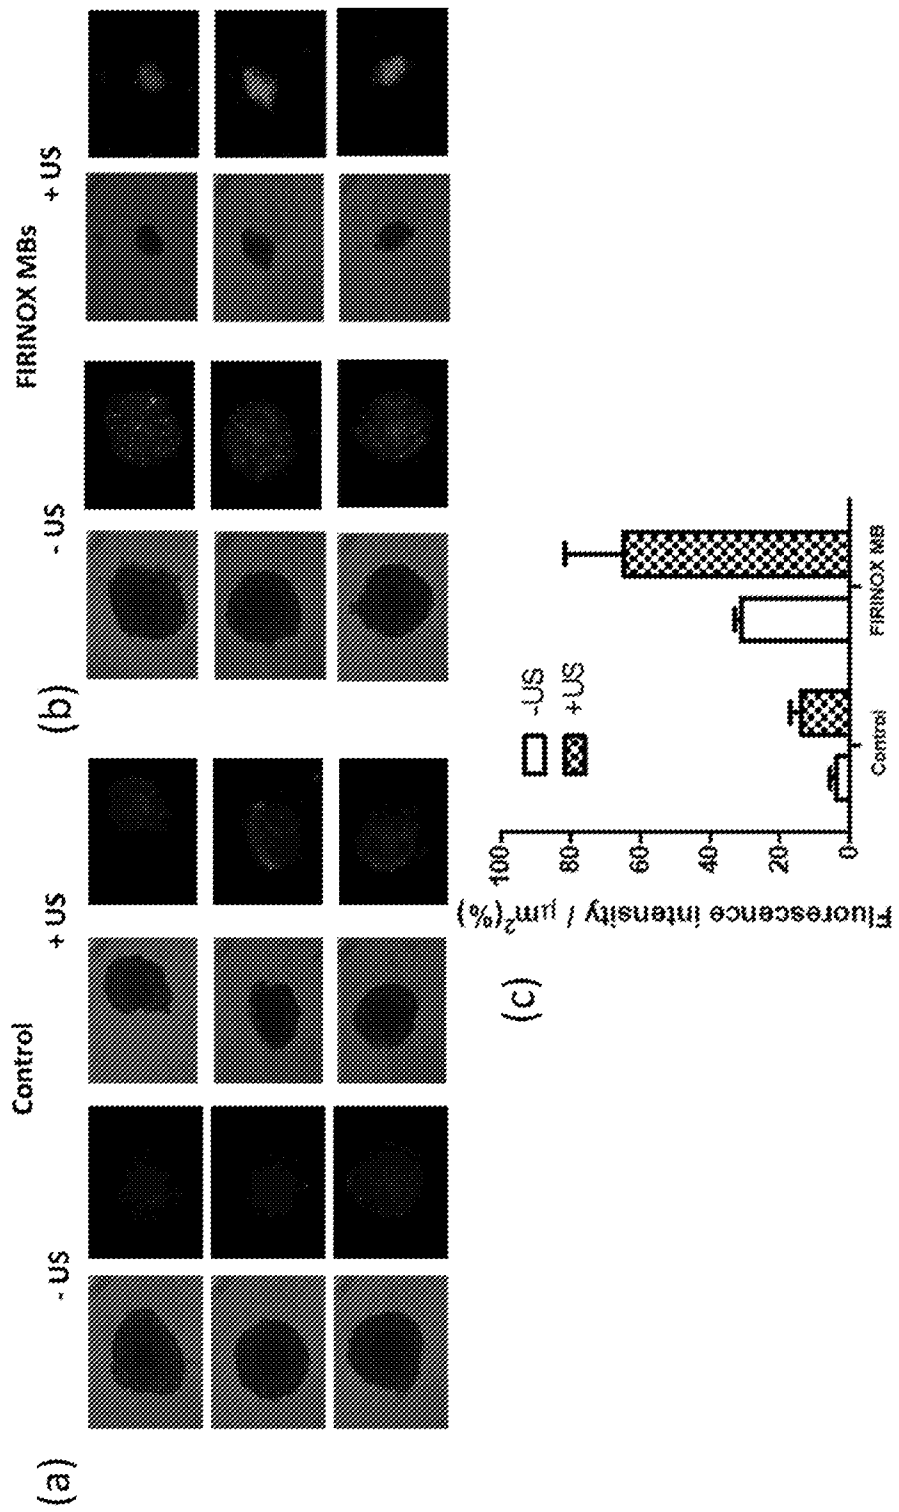 Control
FIRINOX MBs
(a)
- US
+ US
(b)
- US
+ US
(c)
Fluorescence intensity / μm²(%)
100
80
60
40
20
0
-US
+US
Control
FIRINOX MB